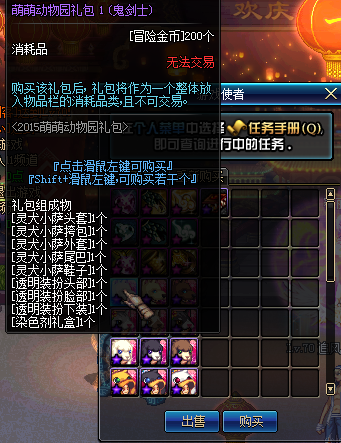 萌萌动物园礼包 1 (鬼剑士)
[冒险金币]200个
消耗品
无法交易
购买该礼包后, 礼包将作为一个整体放
入物品栏的消耗品类,且不可交易。
<2015萌萌动物园礼包>
『点击滑鼠左键可购买』
『Shift+滑鼠左键,可购买若干个』
礼包组成物
[灵犬小萨头套]1个
[灵犬小萨挎包]1个
[灵犬小萨外套]1个
[灵犬小萨尾巴]1个
[灵犬小萨鞋子]1个
[透明装扮头部]1个
[透明装扮脸部]1个
[透明装扮下装]1个
[染色剂礼盒]1个
欢庆
使者
个人菜单中选择 任务手册(Q),
即可查询进行中的任务.
出售
购买